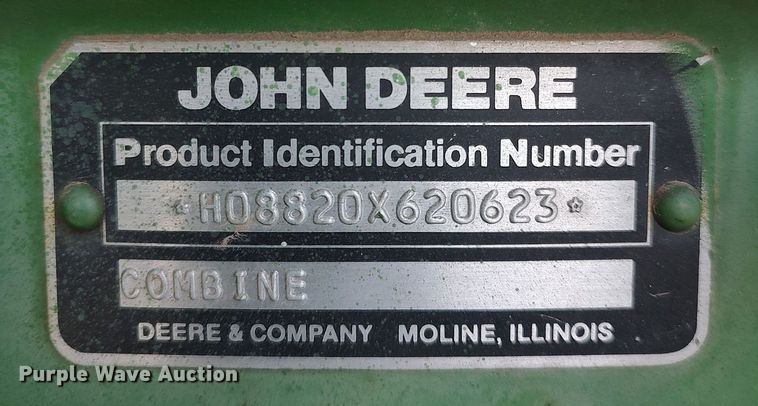 JOHN DEERE
Product Identification Number
*H08820X620623*
COMBINE
DEERE & COMPANY MOLINE, ILLINOIS
Purple Wave Auction